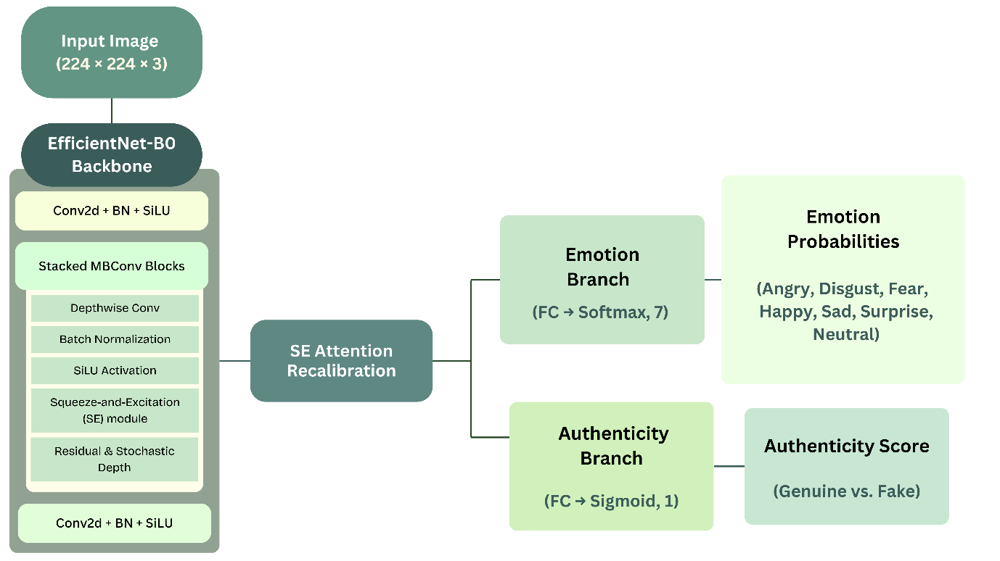 Input Image
(224 × 224 × 3)
EfficientNet-B0
Backbone
Conv2d + BN + SiLU
Stacked MBConv Blocks
Depthwise Conv
Batch Normalization
SiLU Activation
Squeeze-and-Excitation
(SE) module
Residual & Stochastic
Depth
Conv2d + BN + SiLU
SE Attention
Recalibration
Emotion
Branch
(FC → Softmax, 7)
Emotion
Probabilities
(Angry, Disgust, Fear,
Happy, Sad, Surprise,
Neutral)
Authenticity
Branch
(FC → Sigmoid, 1)
Authenticity Score
(Genuine vs. Fake)